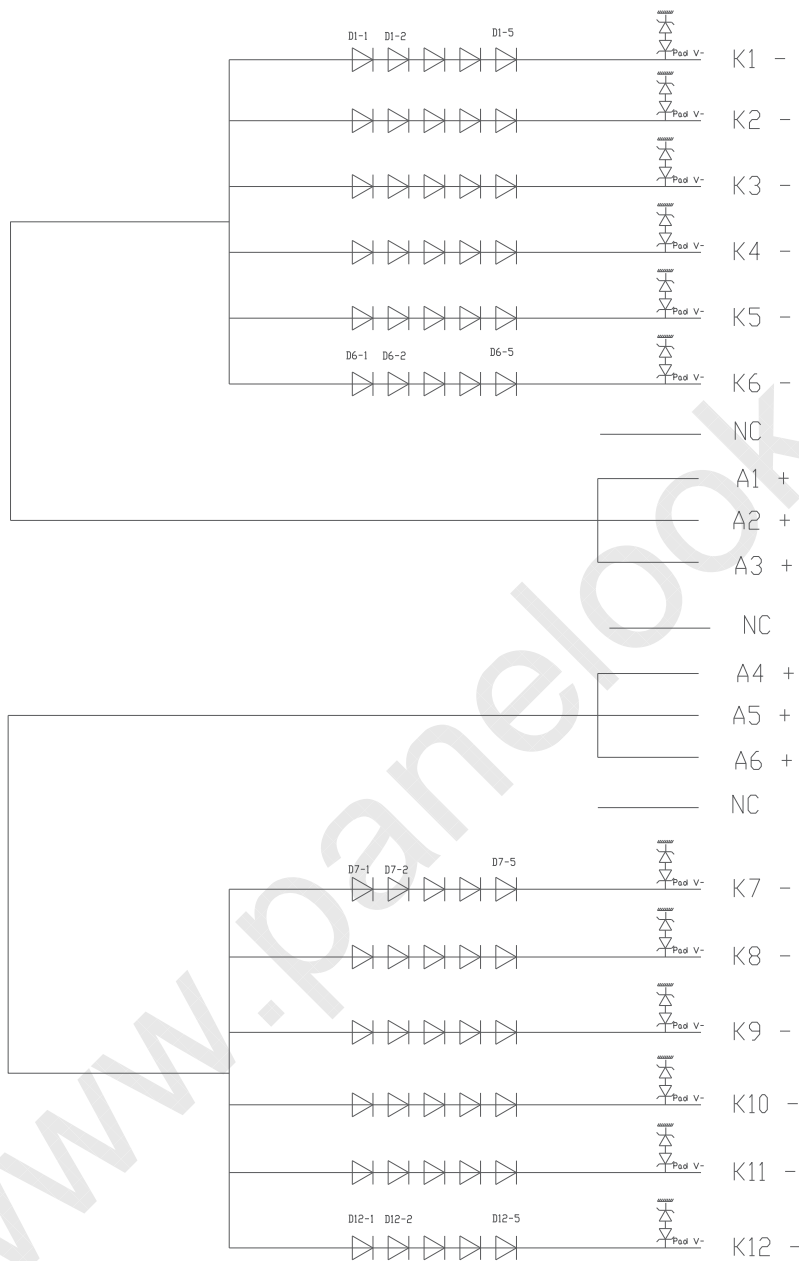 D1-1 D1-2 D1-5
Pad V- K1 -
Pad V- K2 -
Pad V- K3 -
Pad V- K4 -
Pad V- K5 -
D6-1 D6-2 D6-5
Pad V- K6 -
NC
A1 +
A2 +
A3 +
NC
A4 +
A5 +
A6 +
NC
D7-1 D7-2 D7-5
Pad V- K7 -
Pad V- K8 -
Pad V- K9 -
Pad V- K10 -
Pad V- K11 -
D12-1 D12-2 D12-5
Pad V- K12 -
www.panelook